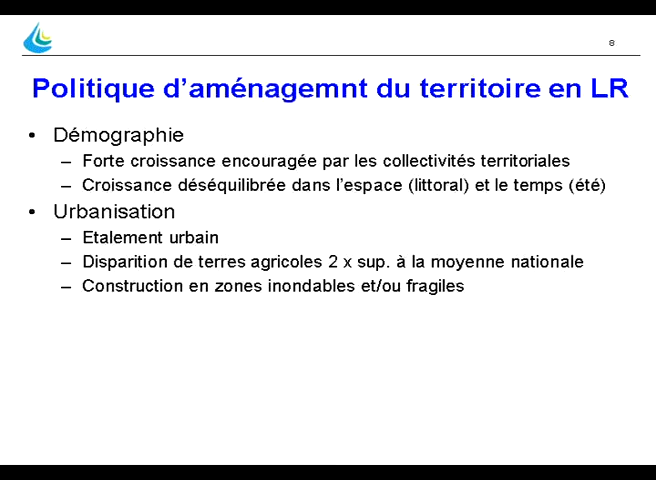 8
Politique d'aménagemnt du territoire en LR
• Démographie
– Forte croissance encouragée par les collectivités territoriales
– Croissance déséquilibrée dans l'espace (littoral) et le temps (été)
• Urbanisation
– Etalement urbain
– Disparition de terres agricoles 2 x sup. à la moyenne nationale
– Construction en zones inondables et/ou fragiles